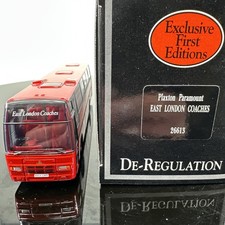 Exclusive
First
Editions
Plaxton Paramount
EAST LONDON COACHES
26613
DE-REGULATION
East London Coaches